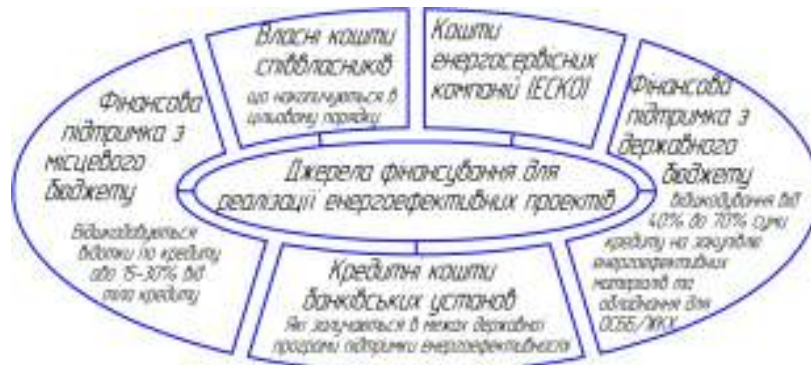 Власні кошти
співвласників
що накопичуються в
цільовому порядку
Кошти
енергосервісних
компаній (ЕСКО)
Фінансова
підтримка з
місцевого
бюджету
Відшкодовуються
відсотки по кредиту
або 15-30% від
тіла кредиту
Фінансова
підтримка з
державного
бюджету
Відшкодування від
40% до 70% суми
кредиту на закупівлю
енергоефективних
матеріалів та
обладнання для
ОСББ/ЖКХ
Джерела фінансування для
реалізації енергоефективних проектів
Кредитні кошти
банківських установ
Які залучаються в межах державної
програми підтримки енергоефективності